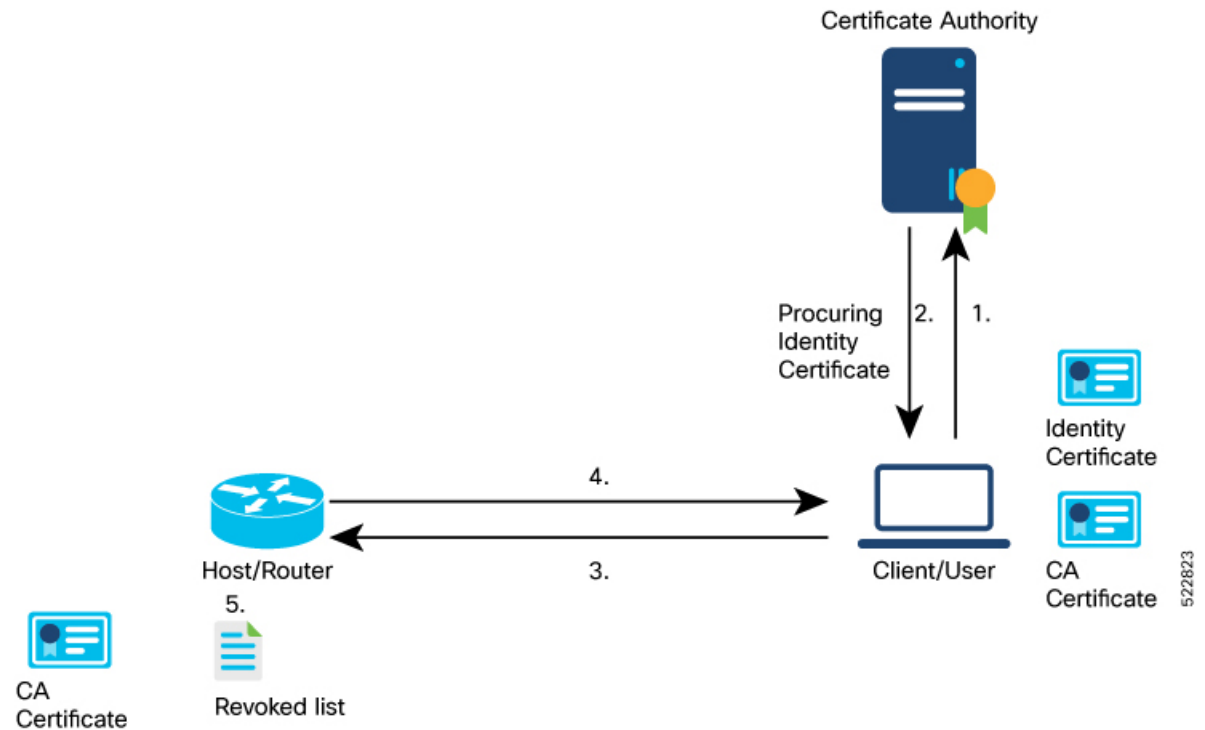 Certificate Authority
Procuring
Identity
Certificate
2.
1.
Identity
Certificate
4.
Host/Router
3.
Client/User
CA
Certificate
522823
5.
CA
Certificate
Revoked list